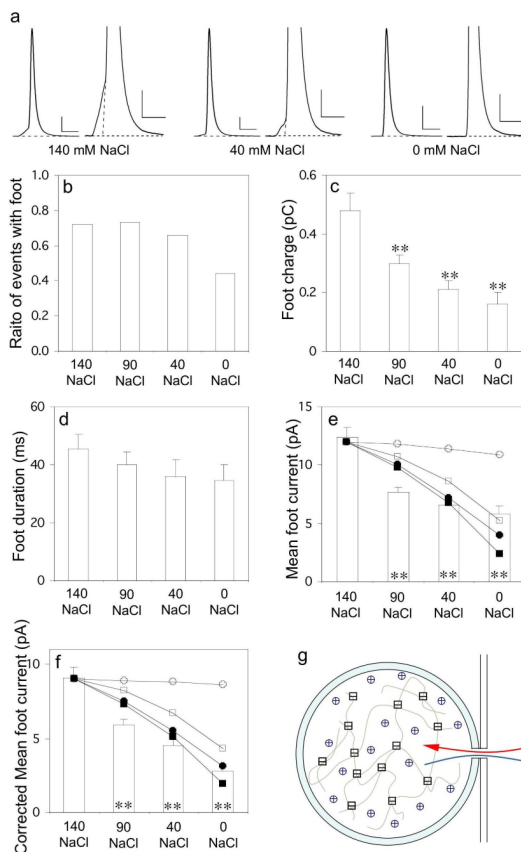 a
140 mM NaCl 40 mM NaCl 0 mM NaCl
b
Raito of events with foot
1.0
0.8
0.6
0.4
0.2
0.0
140 90 40 0
NaCl NaCl NaCl NaCl
c
Foot charge (pC)
0.6
0.4
0.2
0
** ** **
140 90 40 0
NaCl NaCl NaCl NaCl
d
Foot duration (ms)
60
40
20
0
140 90 40 0
NaCl NaCl NaCl NaCl
e
Mean foot current (pA)
15
10
5
0
** ** **
140 90 40 0
NaCl NaCl NaCl NaCl
f
Corrected Mean foot current (pA)
10
5
0
** ** **
140 90 40 0
NaCl NaCl NaCl NaCl
g